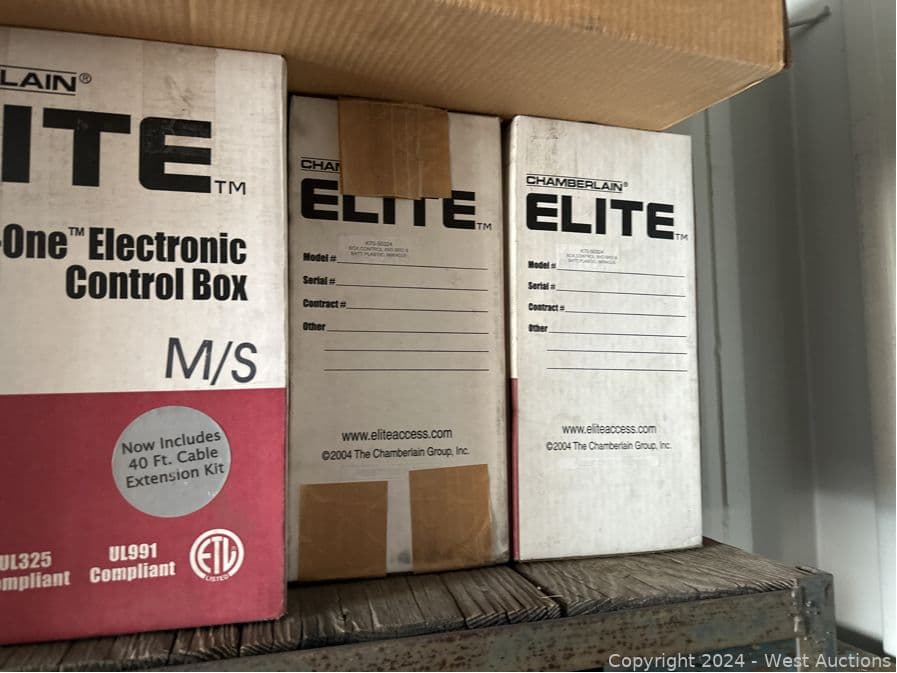 LAIN®
ITE™
-One™ Electronic
Control Box
M/S
Now Includes
40 Ft. Cable
Extension Kit
UL325
mpliant
UL991
Compliant
ETL
LISTED
CHAM
ELITE™
Model #
Serial #
Contract #
Other
www.eliteaccess.com
©2004 The Chamberlain Group, Inc.
CHAMBERLAIN®
ELITE™
Model #
Serial #
Contract #
Other
www.eliteaccess.com
©2004 The Chamberlain Group, Inc.
Copyright 2024 - West Auctions